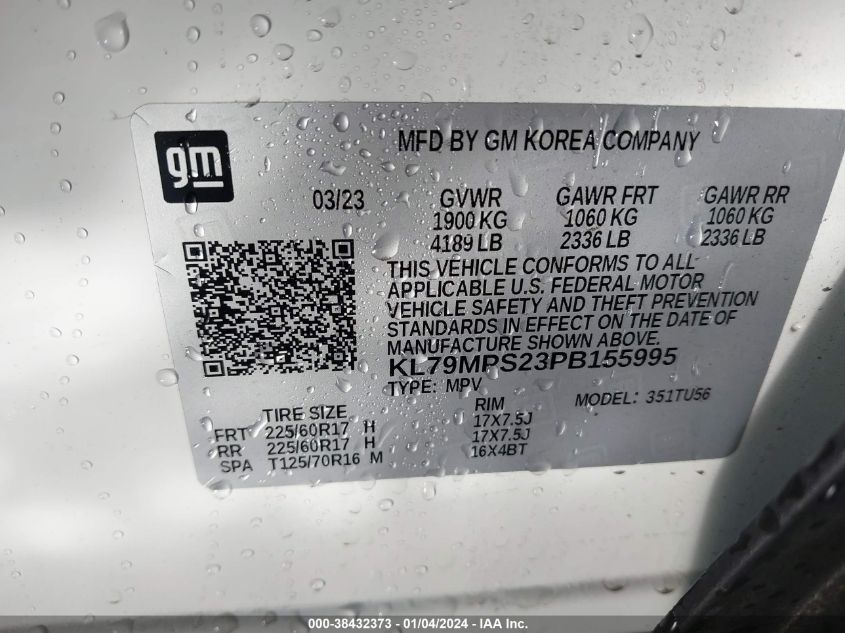 gm
MFD BY GM KOREA COMPANY
03/23 GVWR GAWR FRT GAWR RR
1900 KG 1060 KG 1060 KG
4189 LB 2336 LB 2336 LB
THIS VEHICLE CONFORMS TO ALL
APPLICABLE U.S. FEDERAL MOTOR
VEHICLE SAFETY AND THEFT PREVENTION
STANDARDS IN EFFECT ON THE DATE OF
MANUFACTURE SHOWN ABOVE.
KL79MPS23PB155995
TYPE: MPV MODEL: 351TU56
TIRE SIZE RIM
FRT 225/60R17 H 17X7.5J
RR 225/60R17 H 17X7.5J
SPA T125/70R16 M 16X4BT
000-38432373 - 01/04/2024 - IAA Inc.